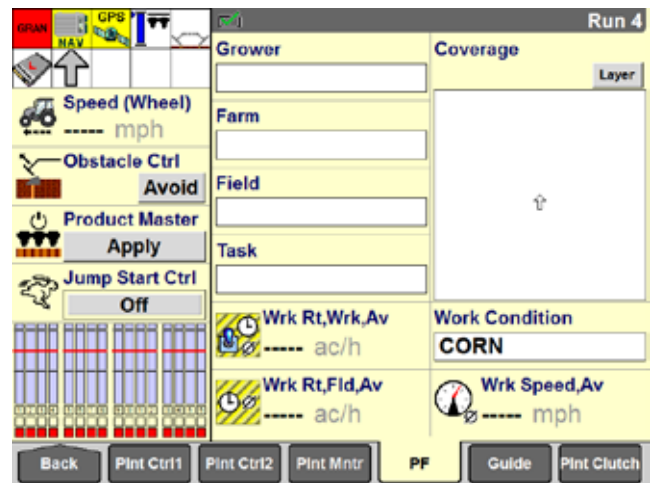 GRAN
NAV
GPS
Run 4
Speed (Wheel)
----- mph
Obstacle Ctrl
Avoid
Product Master
Apply
Jump Start Ctrl
Off
Grower
Farm
Field
Task
Wrk Rt,Wrk,Av
----- ac/h
Wrk Rt,Fld,Av
----- ac/h
Coverage
Layer
Work Condition
CORN
Wrk Speed,Av
----- mph
Back
Plnt Ctrl1
Plnt Ctrl2
Plnt Mntr
PF
Guide
Plnt Clutch